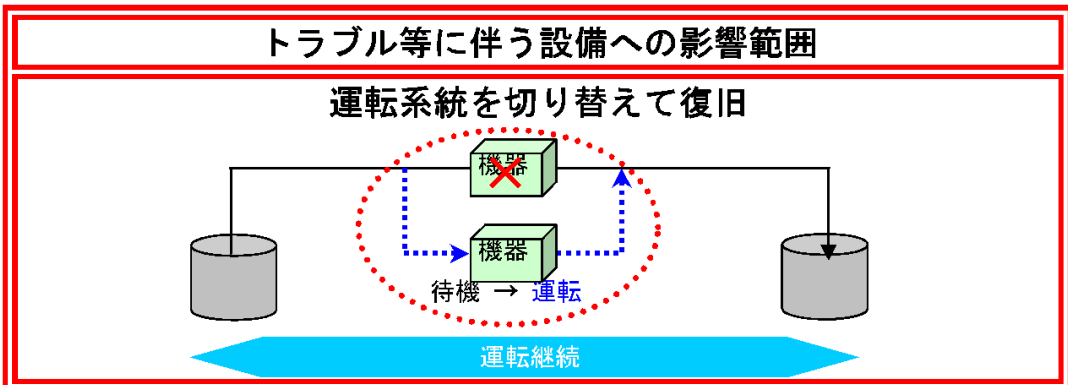 トラブル等に伴う設備への影響範囲
運転系統を切り替えて復旧
機器
機器
待機 → 運転
運転継続